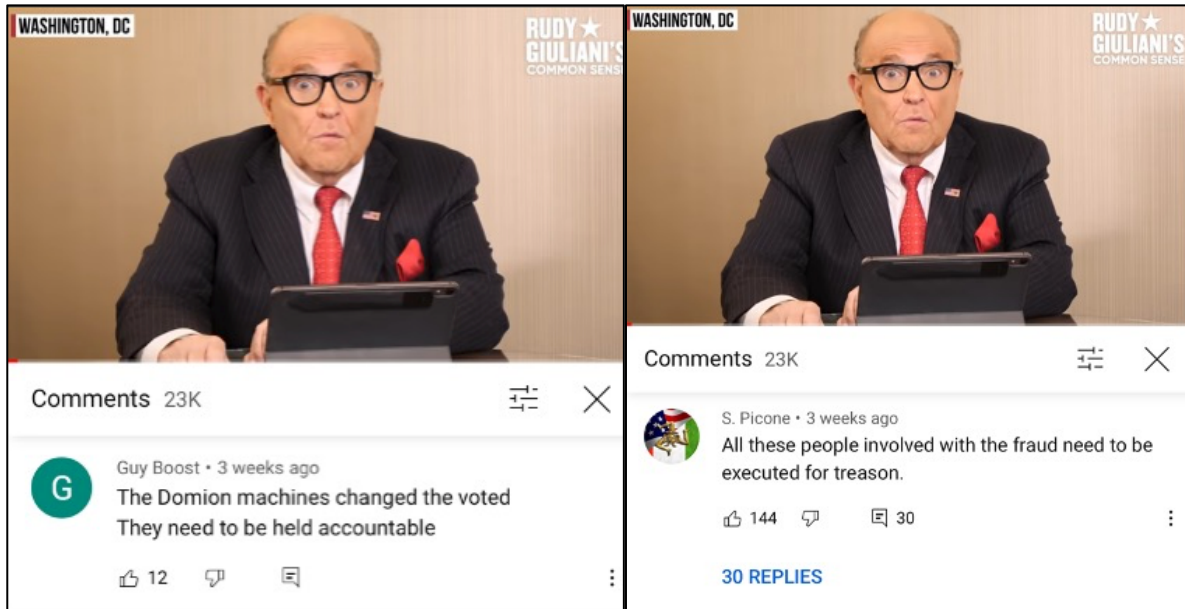 WASHINGTON, DC
RUDY★
GIULIANI'S
COMMON SENSE
Comments 23K
G
Guy Boost • 3 weeks ago
The Domion machines changed the voted
They need to be held accountable
12
WASHINGTON, DC
RUDY★
GIULIANI'S
COMMON SENSE
Comments 23K
S. Picone • 3 weeks ago
All these people involved with the fraud need to be
executed for treason.
144 30
30 REPLIES